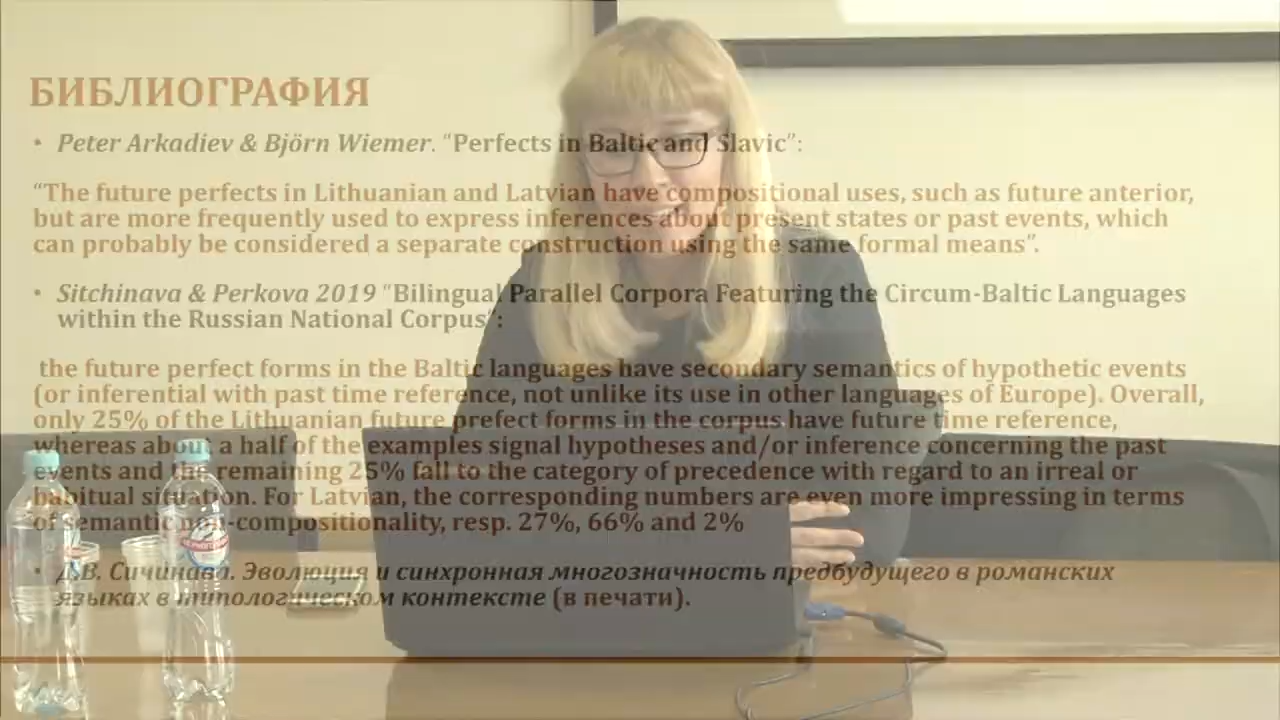 БИБЛИОГРАФИЯ
• Peter Arkadiev & Björn Wiemer. “Perfects in Baltic and Slavic”:
“The future perfects in Lithuanian and Latvian have compositional uses, such as future anterior,
but are more frequently used to express inferences about present states or past events, which
can probably be considered a separate construction using the same formal means”.
• Sitchinava & Perkova 2019 “Bilingual Parallel Corpora Featuring the Circum-Baltic Languages
within the Russian National Corpus”:
the future perfect forms in the Baltic languages have secondary semantics of hypothetic events
(or inferential with past time reference, not unlike its use in other languages of Europe). Overall,
only 25% of the Lithuanian future prefect forms in the corpus have future time reference,
whereas about a half of the examples signal hypotheses and/or inference concerning the past
events and the remaining 25% fall to the category of precedence with regard to an irreal or
habitual situation. For Latvian, the corresponding numbers are even more impressing in terms
of semantic non-compositionality, resp. 27%, 66% and 2%
• Д.В. Сичинава. Эволюция и синхронная многозначность предбудущего в романских
языках в типологическом контексте (в печати).